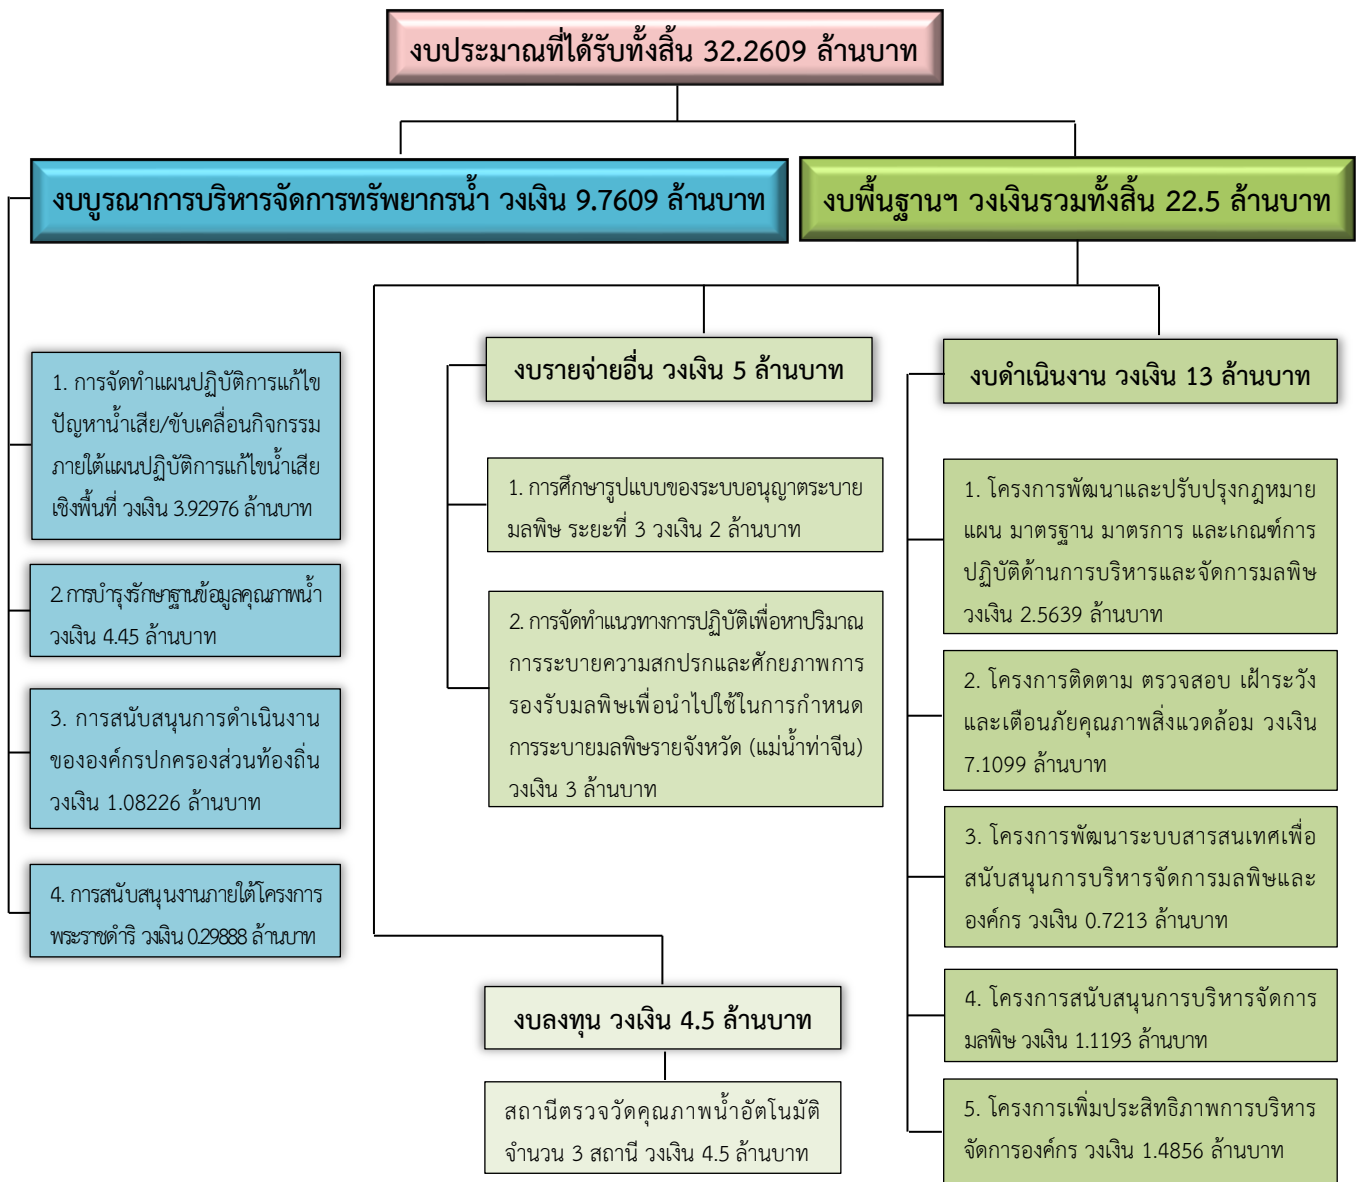 งบประมาณที่ได้รับทั้งสิ้น 32.2609 ล้านบาท
งบบูรณาการบริหารจัดการทรัพยากรน้ำ วงเงิน 9.7609 ล้านบาท
งบพื้นฐานฯ วงเงินรวมทั้งสิ้น 22.5 ล้านบาท
1. การจัดทำแผนปฏิบัติการแก้ไข
ปัญหาน้ำเสีย/ขับเคลื่อนกิจกรรม
ภายใต้แผนปฏิบัติการแก้ไขน้ำเสีย
เชิงพื้นที่ วงเงิน 3.92976 ล้านบาท
2.การบำรุงรักษาฐานข้อมูลคุณภาพน้ำ
วงเงิน 4.45 ล้านบาท
3. การสนับสนุนการดำเนินงาน
ขององค์กรปกครองส่วนท้องถิ่น
วงเงิน 1.08226 ล้านบาท
4. การสนับสนุนงานภายใต้โครงการ
พระราชดำริ วงเงิน 0.29888 ล้านบาท
งบรายจ่ายอื่น วงเงิน 5 ล้านบาท
1. การศึกษารูปแบบของระบบอนุญาตระบาย
มลพิษ ระยะที่ 3 วงเงิน 2 ล้านบาท
2. การจัดทำแนวทางการปฏิบัติเพื่อหาปริมาณ
การระบายความสกปรกและศักยภาพการ
รองรับมลพิษเพื่อนำไปใช้ในการกำหนด
การระบายมลพิษรายจังหวัด (แม่น้ำท่าจีน)
วงเงิน 3 ล้านบาท
งบลงทุน วงเงิน 4.5 ล้านบาท
สถานีตรวจวัดคุณภาพน้ำอัตโนมัติ
จำนวน 3 สถานี วงเงิน 4.5 ล้านบาท
งบดำเนินงาน วงเงิน 13 ล้านบาท
1. โครงการพัฒนาและปรับปรุงกฎหมาย
แผน มาตรฐาน มาตรการ และเกณฑ์การ
ปฏิบัติด้านการบริหารและจัดการมลพิษ
วงเงิน 2.5639 ล้านบาท
2. โครงการติดตาม ตรวจสอบ เฝ้าระวัง
และเตือนภัยคุณภาพสิ่งแวดล้อม วงเงิน
7.1099 ล้านบาท
3. โครงการพัฒนาระบบสารสนเทศเพื่อ
สนับสนุนการบริหารจัดการมลพิษและ
องค์กร วงเงิน 0.7213 ล้านบาท
4. โครงการสนับสนุนการบริหารจัดการ
มลพิษ วงเงิน 1.1193 ล้านบาท
5. โครงการเพิ่มประสิทธิภาพการบริหาร
จัดการองค์กร วงเงิน 1.4856 ล้านบาท